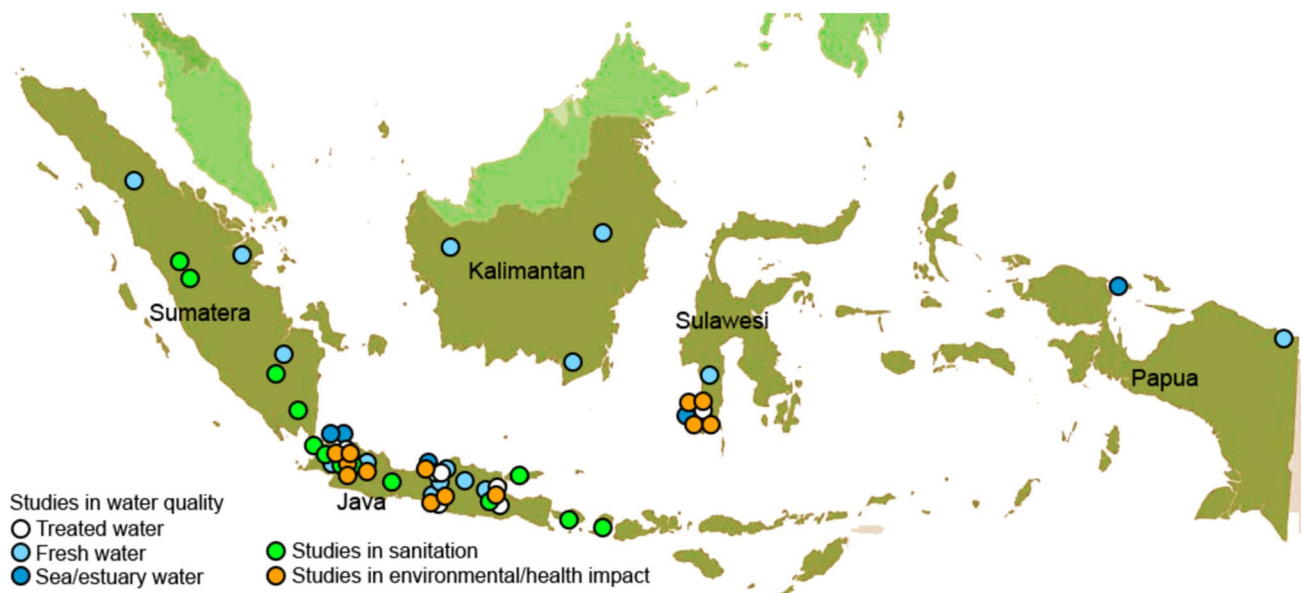 Kalimantan
Sumatera
Sulawesi
Papua
Java
Studies in water quality
Treated water
Fresh water
Sea/estuary water
Studies in sanitation
Studies in environmental/health impact